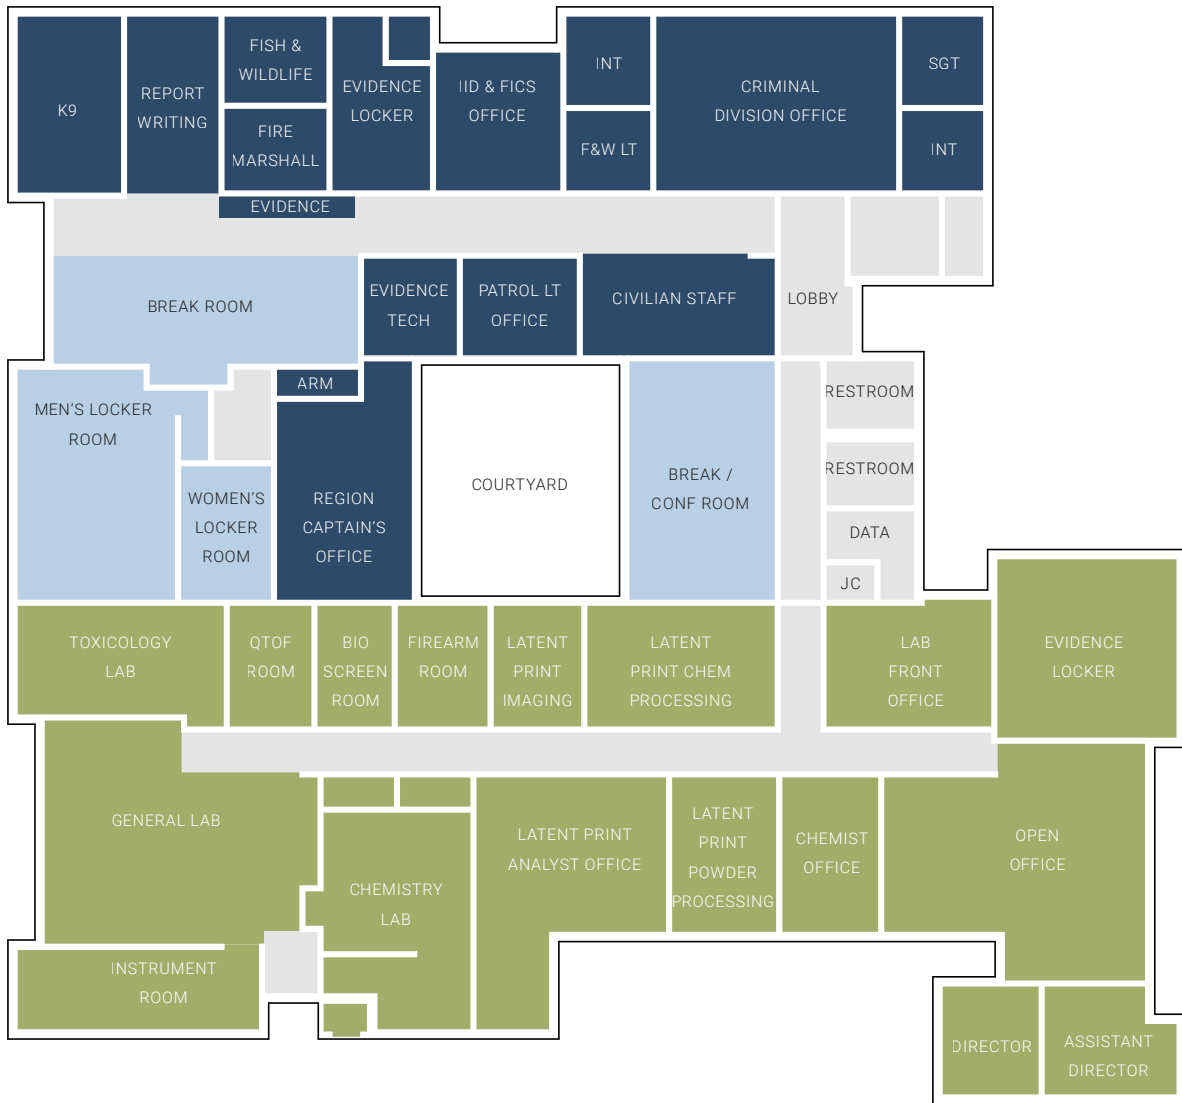 K9
REPORT
WRITING
FISH &
WILDLIFE
FIRE
MARSHALL
EVIDENCE
LOCKER
IID & FICS
OFFICE
INT
F&W LT
CRIMINAL
DIVISION OFFICE
SGT
INT
EVIDENCE
BREAK ROOM
EVIDENCE
TECH
PATROL LT
OFFICE
CIVILIAN STAFF
LOBBY
MEN'S LOCKER
ROOM
ARM
WOMEN'S
LOCKER
ROOM
REGION
CAPTAIN'S
OFFICE
COURTYARD
BREAK /
CONF ROOM
RESTROOM
RESTROOM
DATA
JC
TOXICOLOGY
LAB
QTOF
ROOM
BIO
SCREEN
ROOM
FIREARM
ROOM
LATENT
PRINT
IMAGING
LATENT
PRINT CHEM
PROCESSING
LAB
FRONT
OFFICE
EVIDENCE
LOCKER
GENERAL LAB
CHEMISTRY
LAB
LATENT PRINT
ANALYST OFFICE
LATENT
PRINT
POWDER
PROCESSING
CHEMIST
OFFICE
OPEN
OFFICE
INSTRUMENT
ROOM
DIRECTOR
ASSISTANT
DIRECTOR